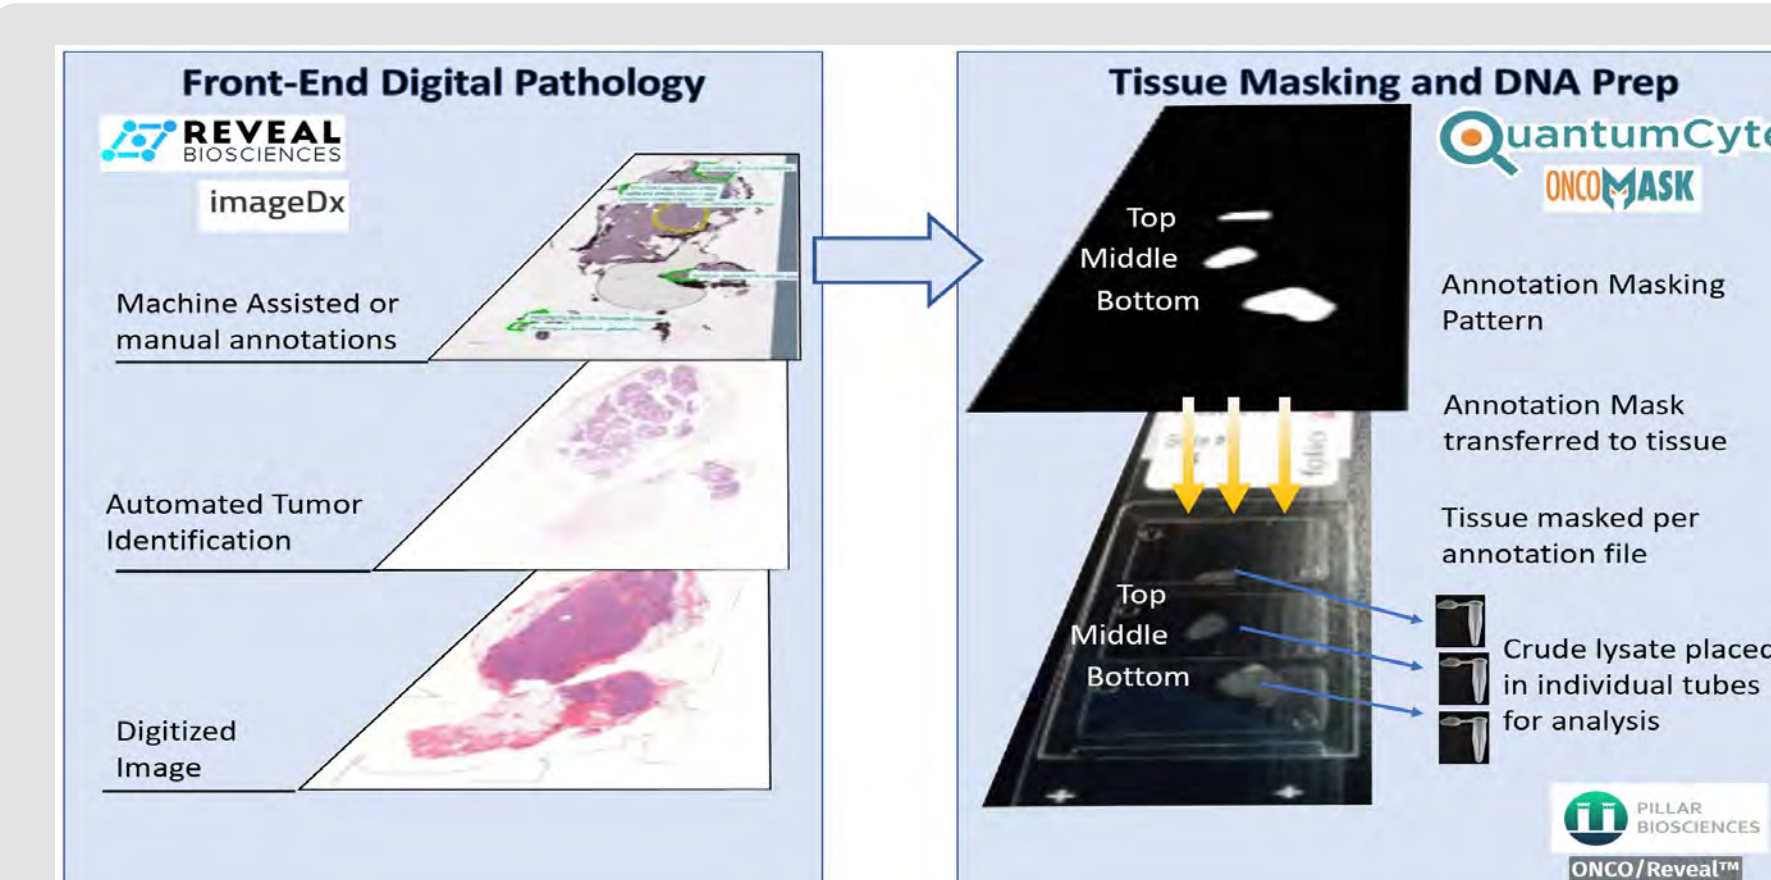 Front-End Digital Pathology
REVEAL
BIOSCIENCES
imageDx
Machine Assisted or
manual annotations
Automated Tumor
Identification
Digitized
Image
Tissue Masking and DNA Prep
QuantumCyte
ONCOMASK
Top
Middle
Bottom
Annotation Masking
Pattern
Annotation Mask
transferred to tissue
Tissue masked per
annotation file
folio
Top
Middle
Bottom
Crude lysate placed
in individual tubes
for analysis
PILLAR
BIOSCIENCES
ONCO/Reveal™